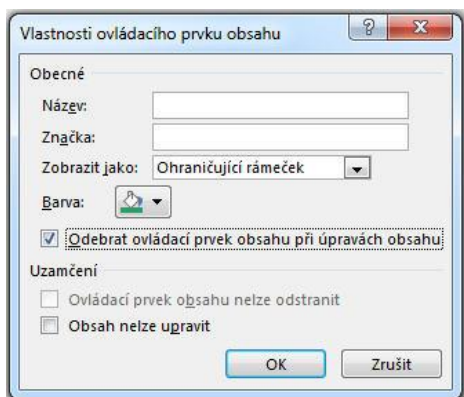 Vlastnosti ovládacího prvku obsahu
Obecné
Název:
Značka:
Zobrazit jako: Ohraničující rámeček
Barva:
Odebrat ovládací prvek obsahu při úpravách obsahu
Uzamčení
Ovládací prvek obsahu nelze odstranit
Obsah nelze upravit
OK Zrušit